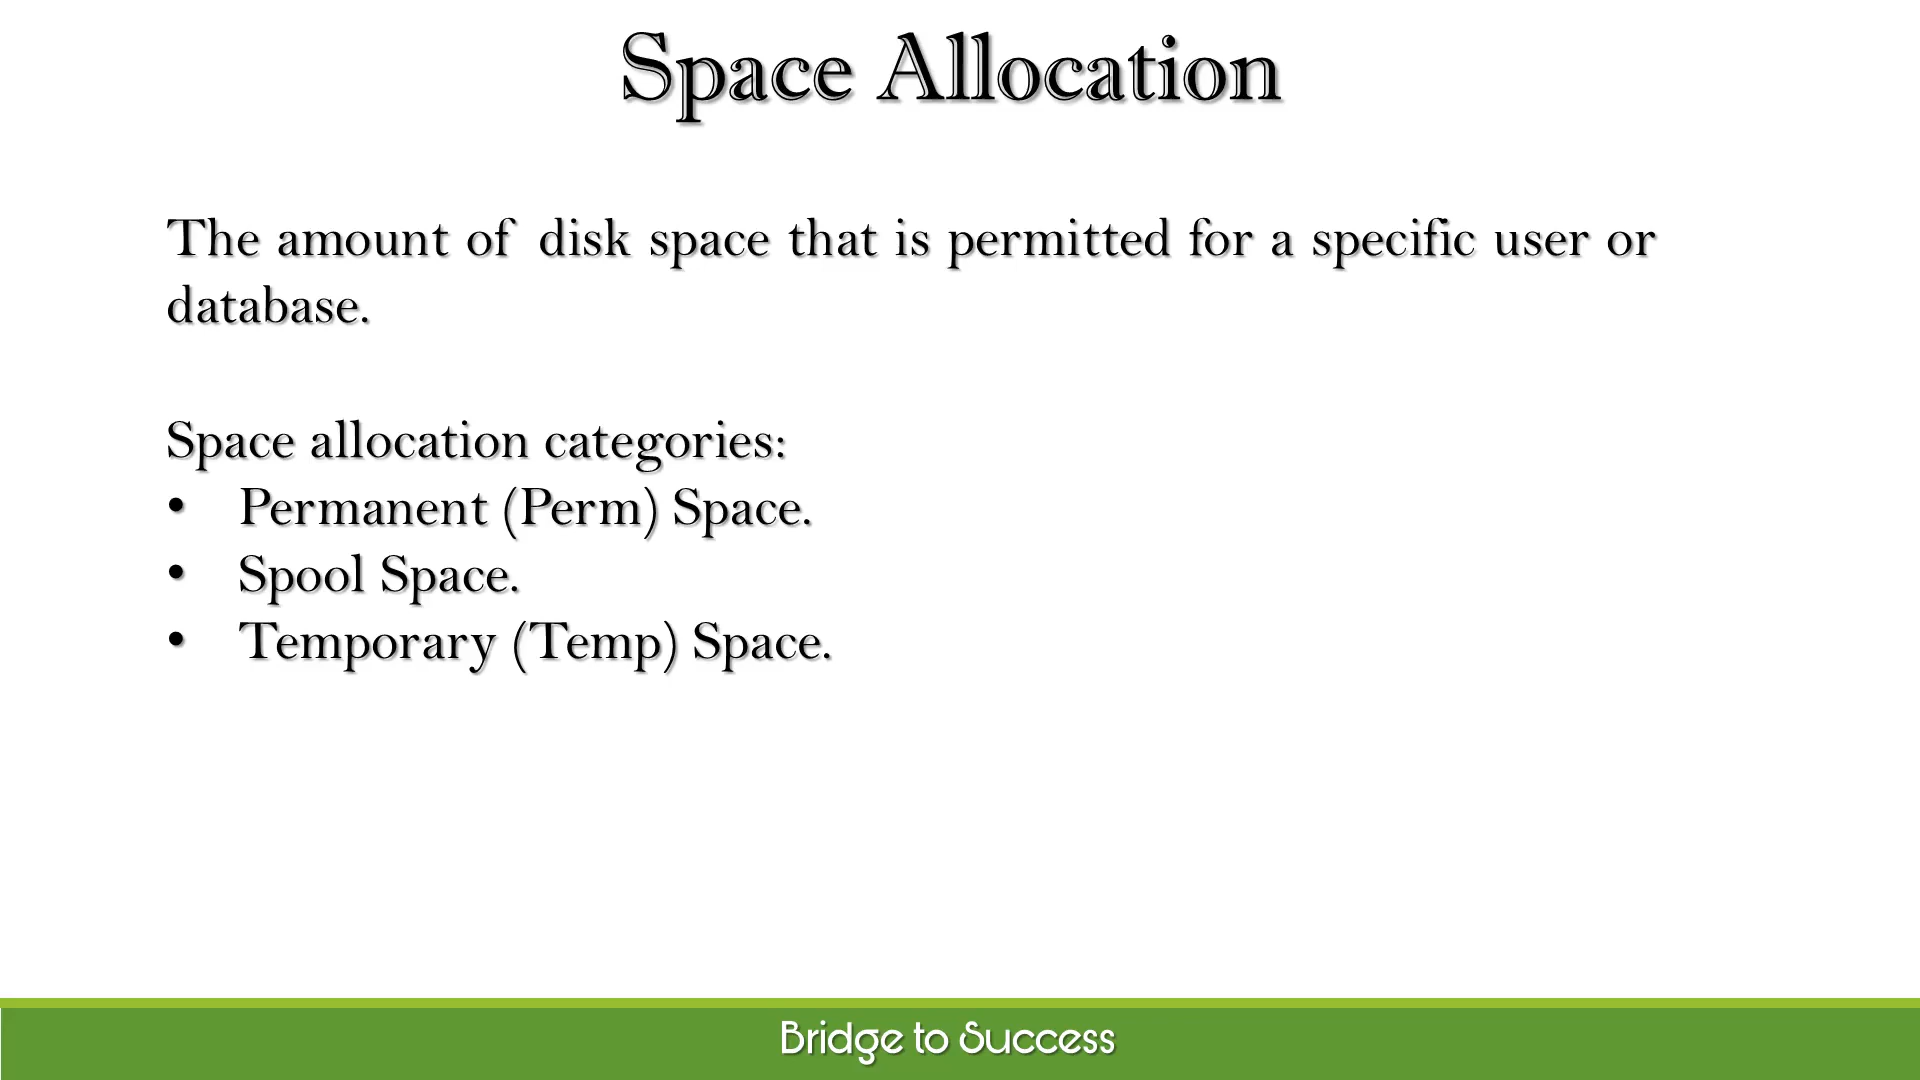 Space Allocation
The amount of disk space that is permitted for a specific user or
database.
Space allocation categories:
• Permanent (Perm) Space.
• Spool Space.
• Temporary (Temp) Space.
Bridge to Success